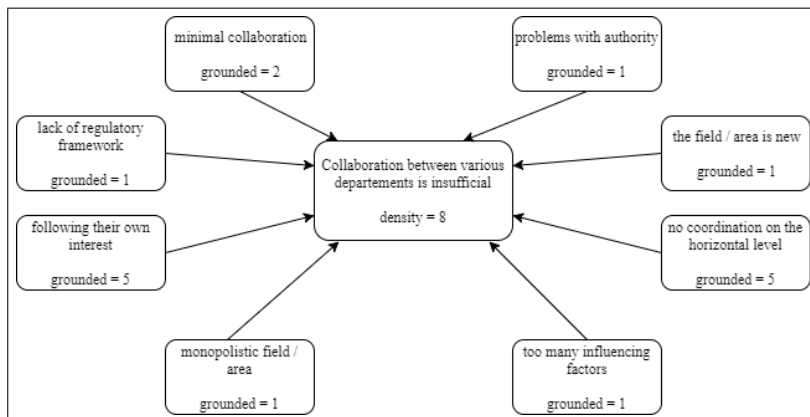 minimal collaboration
grounded = 2
problems with authority
grounded = 1
lack of regulatory
framework
grounded = 1
Collaboration between various
departements is insufficient
density = 8
the field / area is new
grounded = 1
following their own
interest
grounded = 5
no coordination on the
horizontal level
grounded = 5
monopolistic field /
area
grounded = 1
too many influencing
factors
grounded = 1